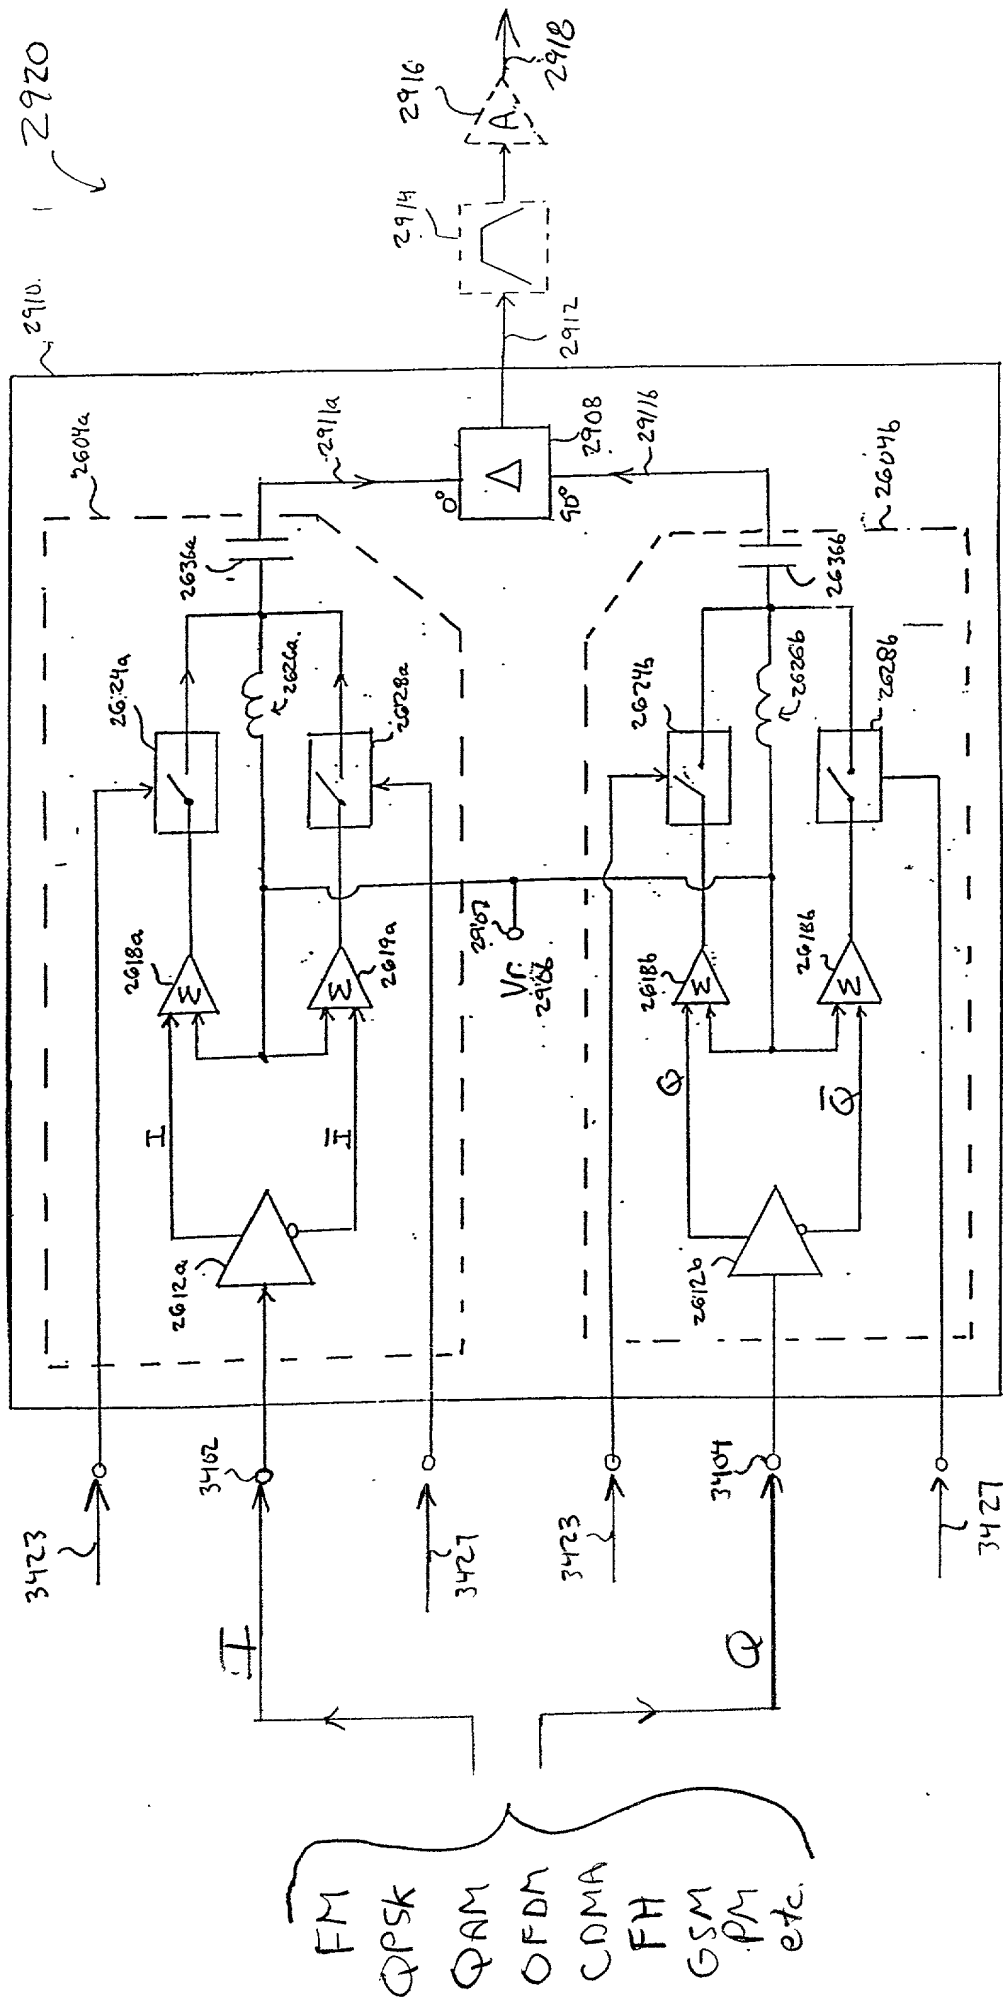 2920
2910
2604a
2911a
2624a
2636a
2618a
2626a
2628a
I
Ī
2619a
2612a
2908
0°
90°
2912
2914
2916
A
2918
2911b
2604b
2636b
2624b
2626b
2628b
2907
Vr
2906
2618b
2618b
Σ
Σ
Σ
Σ
Q
Q̄
2612b
3423
3402
3427
3423
3404
3427
I
Q
FM
QPSK
QAM
OFDM
CDMA
FH
GSM
PM
etc.